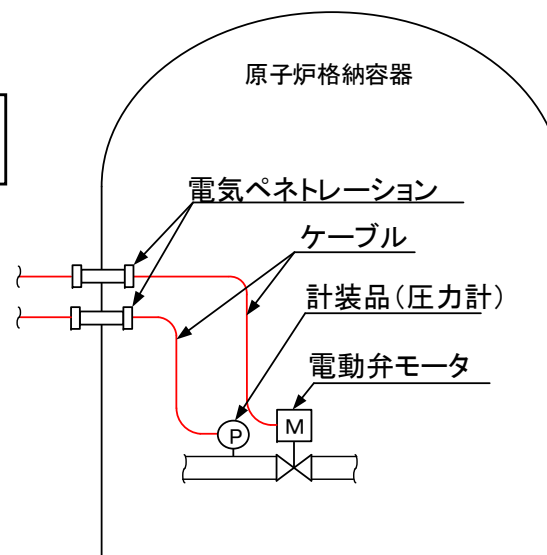 原子炉格納容器
電気ペネトレーション
ケーブル
計装品(圧力計)
電動弁モータ
P
M